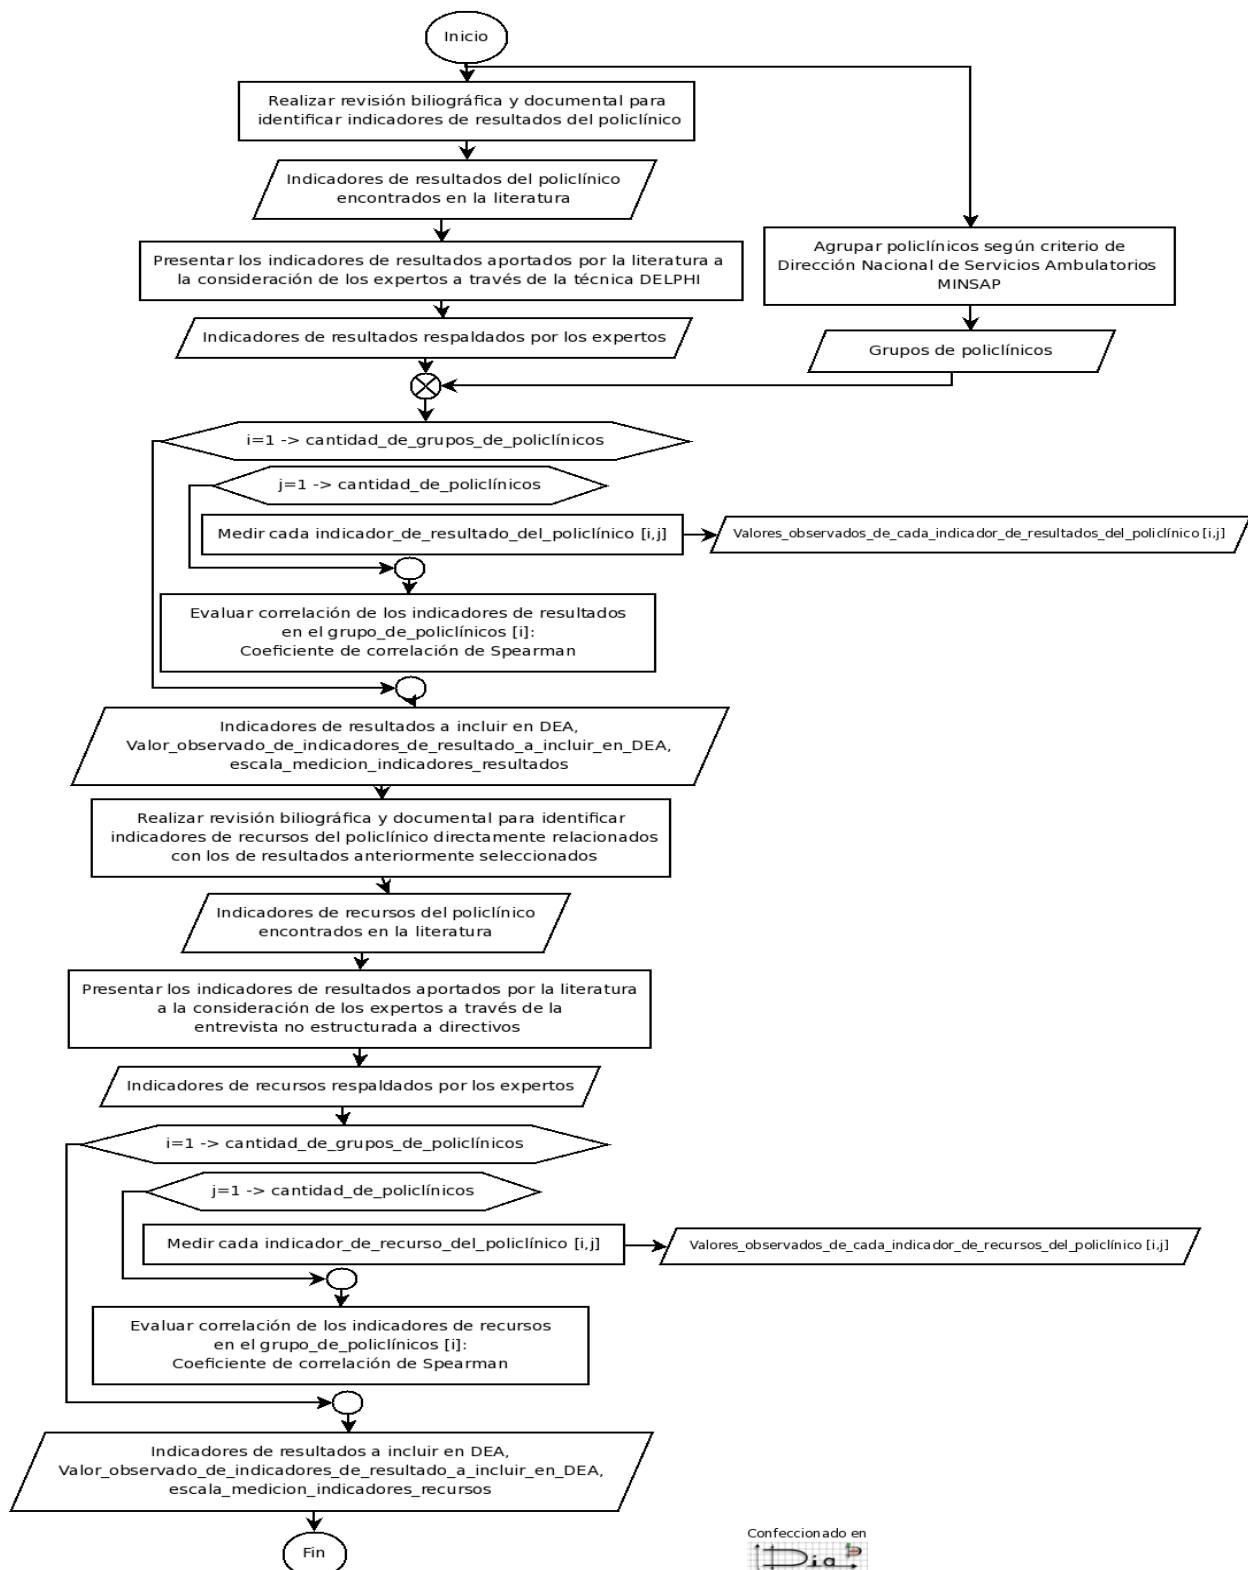 Inicio
Realizar revisión biliográfica y documental para
identificar indicadores de resultados del policlínico
Indicadores de resultados del policlínico
encontrados en la literatura
Presentar los indicadores de resultados aportados por la literatura a
la consideración de los expertos a través de la técnica DELPHI
Agrupar policlínicos según criterio de
Dirección Nacional de Servicios Ambulatorios
MINSAP
Indicadores de resultados respaldados por los expertos
Grupos de policlínicos
i=1 -> cantidad_de_grupos_de_policlínicos
j=1 -> cantidad_de_policlínicos
Medir cada indicador_de_resultado_del_policlínico [i,j]
Valores_observados_de_cada_indicador_de_resultados_del_policlínico [i,j]
Evaluar correlación de los indicadores de resultados
en el grupo_de_policlínicos [i]:
Coeficiente de correlación de Spearman
Indicadores de resultados a incluir en DEA,
Valor_observado_de_indicadores_de_resultado_a_incluir_en_DEA,
escala_medicion_indicadores_resultados
Realizar revisión biliográfica y documental para identificar
indicadores de recursos del policlínico directamente relacionados
con los de resultados anteriormente seleccionados
Indicadores de recursos del policlínico
encontrados en la literatura
Presentar los indicadores de resultados aportados por la literatura
a la consideración de los expertos a través de la
entrevista no estructurada a directivos
Indicadores de recursos respaldados por los expertos
i=1 -> cantidad_de_grupos_de_policlínicos
j=1 -> cantidad_de_policlínicos
Medir cada indicador_de_recurso_del_policlínico [i,j]
Valores_observados_de_cada_indicador_de_recursos_del_policlínico [i,j]
Evaluar correlación de los indicadores de recursos
en el grupo_de_policlínicos [i]:
Coeficiente de correlación de Spearman
Indicadores de resultados a incluir en DEA,
Valor_observado_de_indicadores_de_resultado_a_incluir_en_DEA,
escala_medicion_indicadores_recursos
Fin
Confeccionado en
Dia